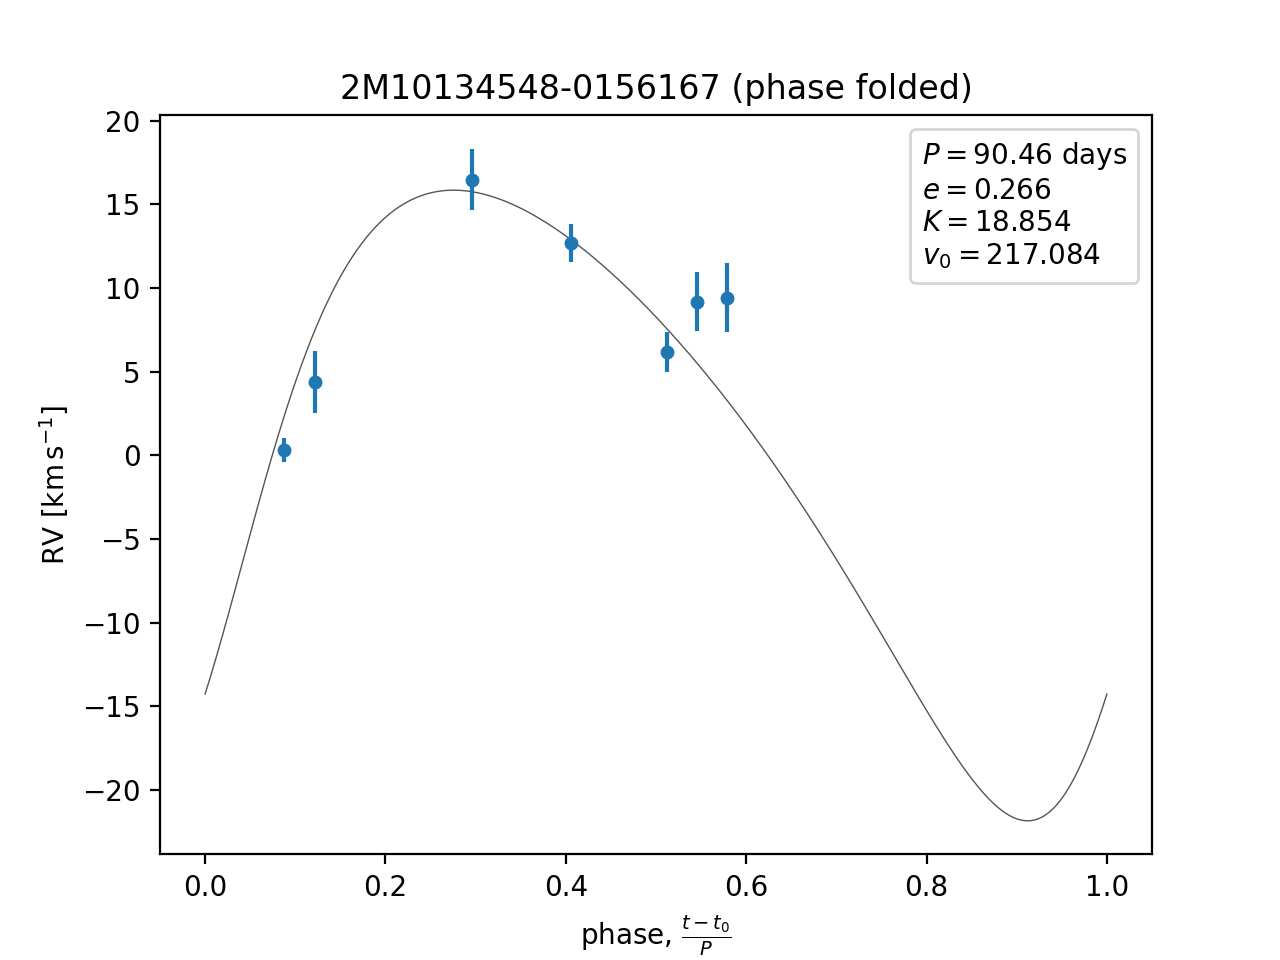 2M10134548-0156167 (phase folded)
P = 90.46 days
e = 0.266
K = 18.854
v₀ = 217.084
RV [km s⁻¹]
20
15
10
5
0
−5
−10
−15
−20
0.0 0.2 0.4 0.6 0.8 1.0
phase, (t − t₀)/P